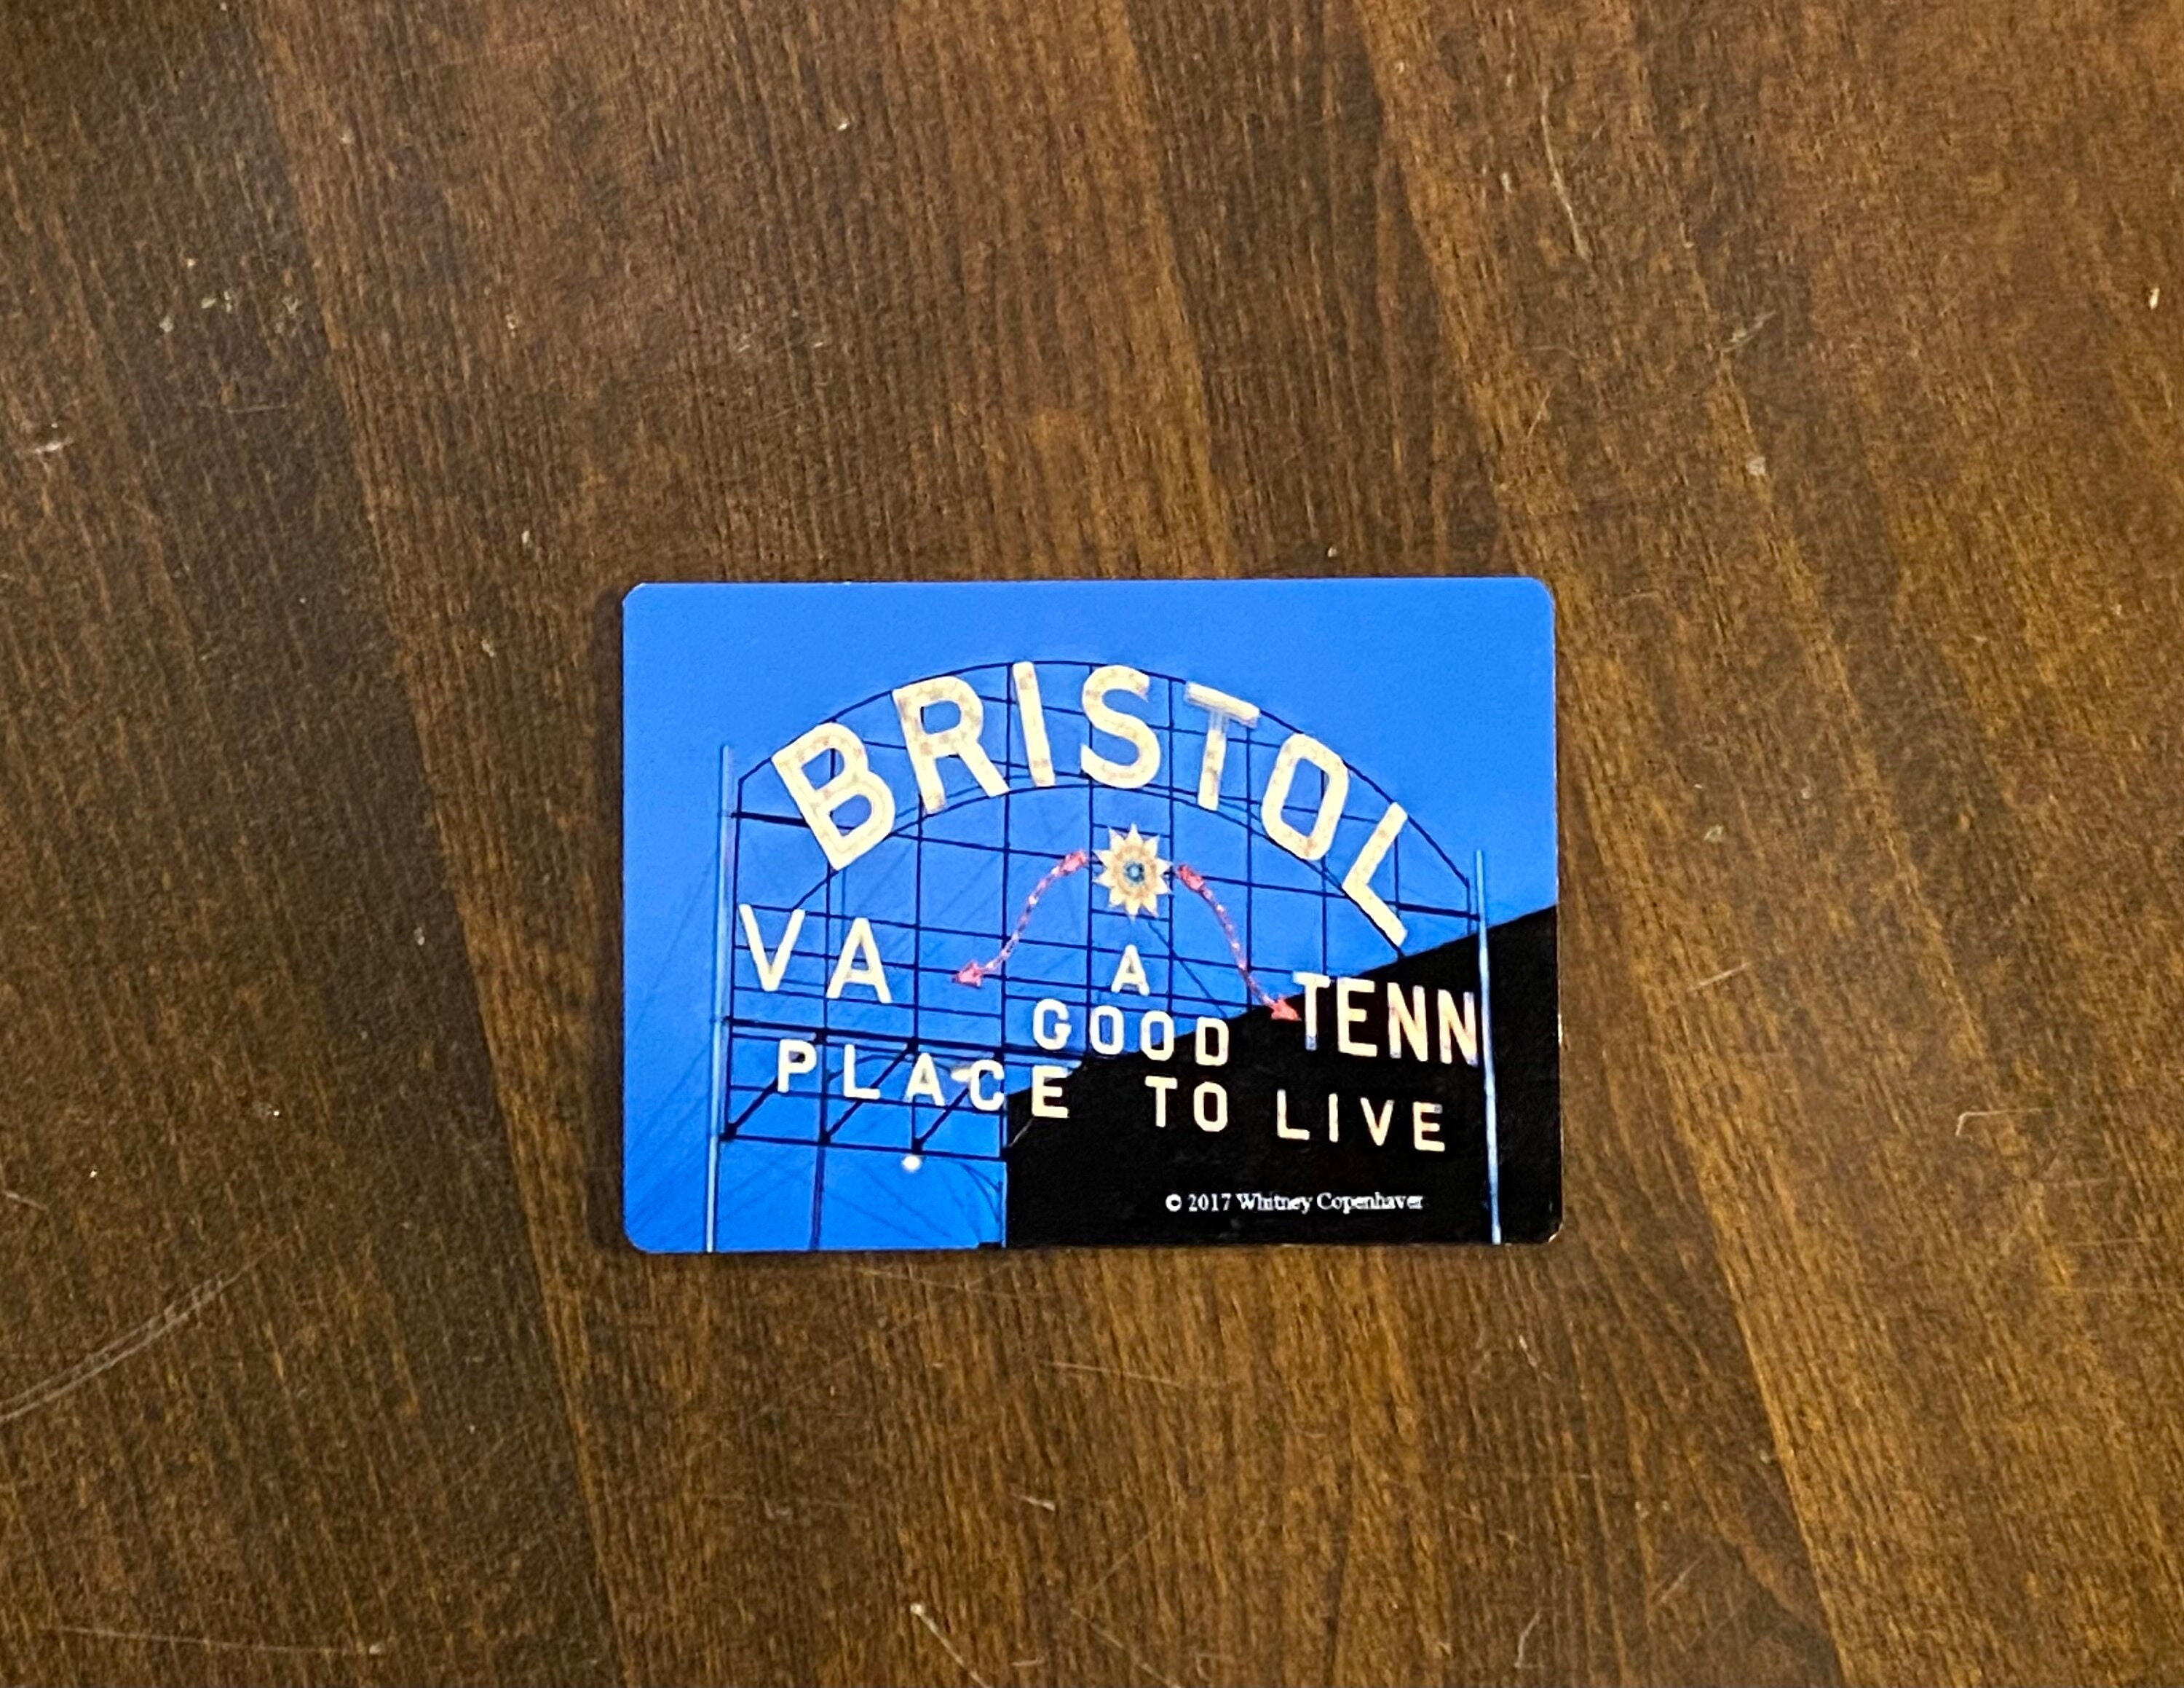 BRISTOL
VA TENN
A
GOOD
PLACE TO LIVE
© 2017 Whitney Copenhaver